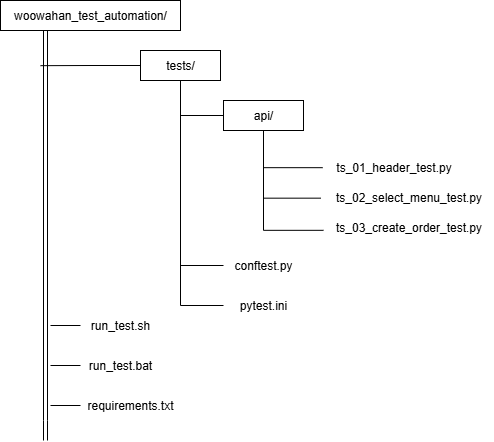 woowahan_test_automation/
tests/
api/
ts_01_header_test.py
ts_02_select_menu_test.py
ts_03_create_order_test.py
conftest.py
pytest.ini
run_test.sh
run_test.bat
requirements.txt